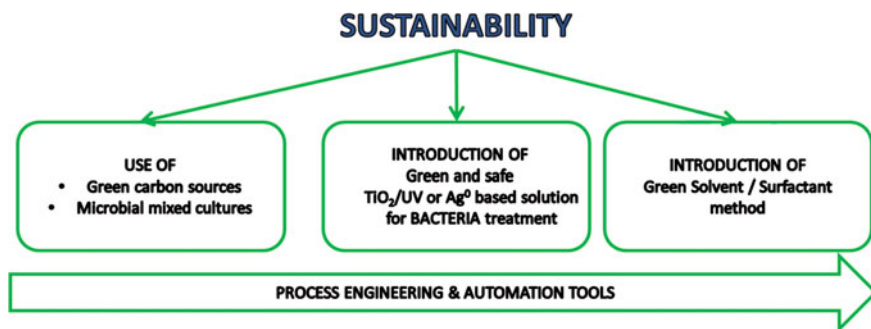 SUSTAINABILITY
USE OF
• Green carbon sources
• Microbial mixed cultures
INTRODUCTION OF
Green and safe
TiO₂/UV or Ag⁰ based solution
for BACTERIA treatment
INTRODUCTION OF
Green Solvent / Surfactant
method
PROCESS ENGINEERING & AUTOMATION TOOLS